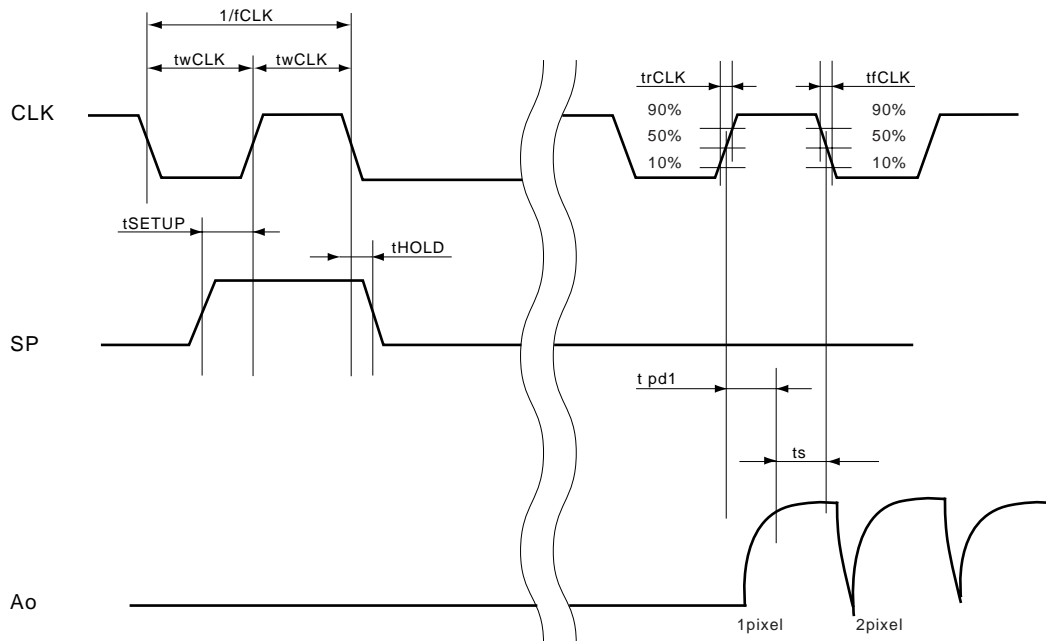 1/fCLK
twCLK twCLK
trCLK tfCLK
CLK
90% 90%
50% 50%
10% 10%
tSETUP
tHOLD
SP
t pd1
ts
Ao
1pixel 2pixel